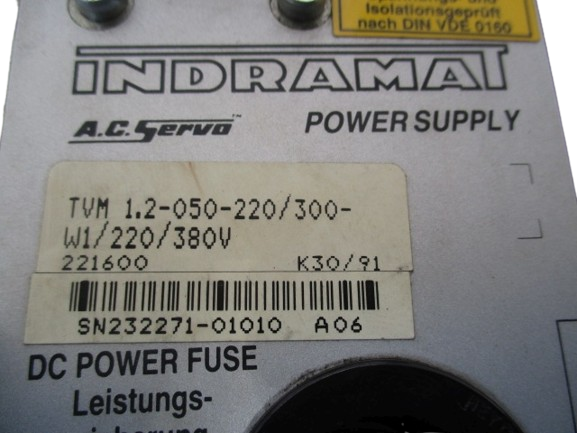 Isolationsgeprüft
nach DIN VDE 0160
INDRAMAT
A.C. Servo™ POWER SUPPLY
TVM 1.2-050-220/300-
W1/220/380V
221600 K30/91
SN232271-01010 A06
DC POWER FUSE
Leistungs-